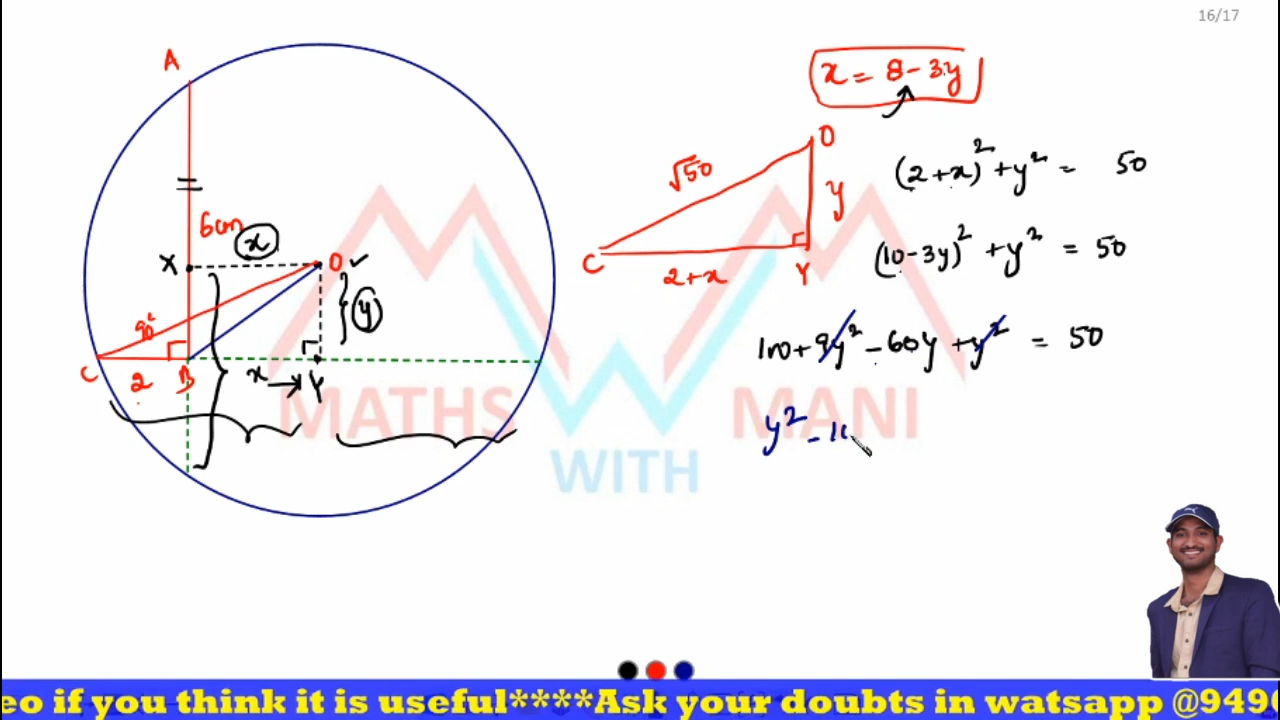 16/17
A
x = 8 - 3y
=
6cm
x
X
O
y
90°
C
2
B
x → Y
√50
O
y
C
2+x
Y
(2+x)² + y² = 50
(10-3y)² + y² = 50
100 + 9y² - 60y + y² = 50
y² - 10
MATHS MANI
WITH
eo if you think it is useful****Ask your doubts in watsapp @949